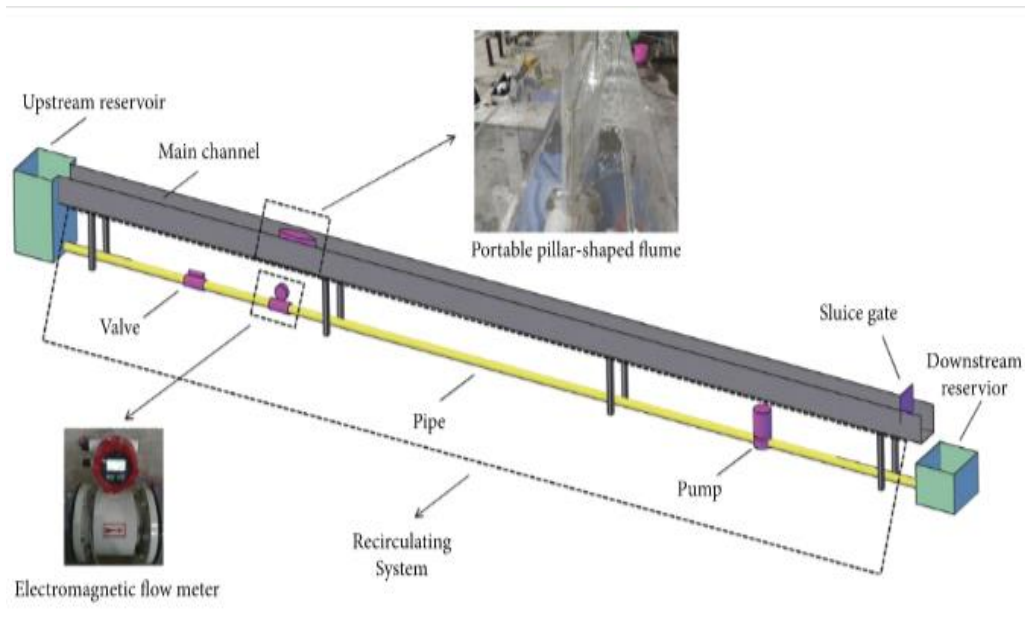 Upstream reservoir
Main channel
Portable pillar-shaped flume
Valve
Sluice gate
Downstream
reservior
Pipe
Pump
Recirculating
System
Electromagnetic flow meter